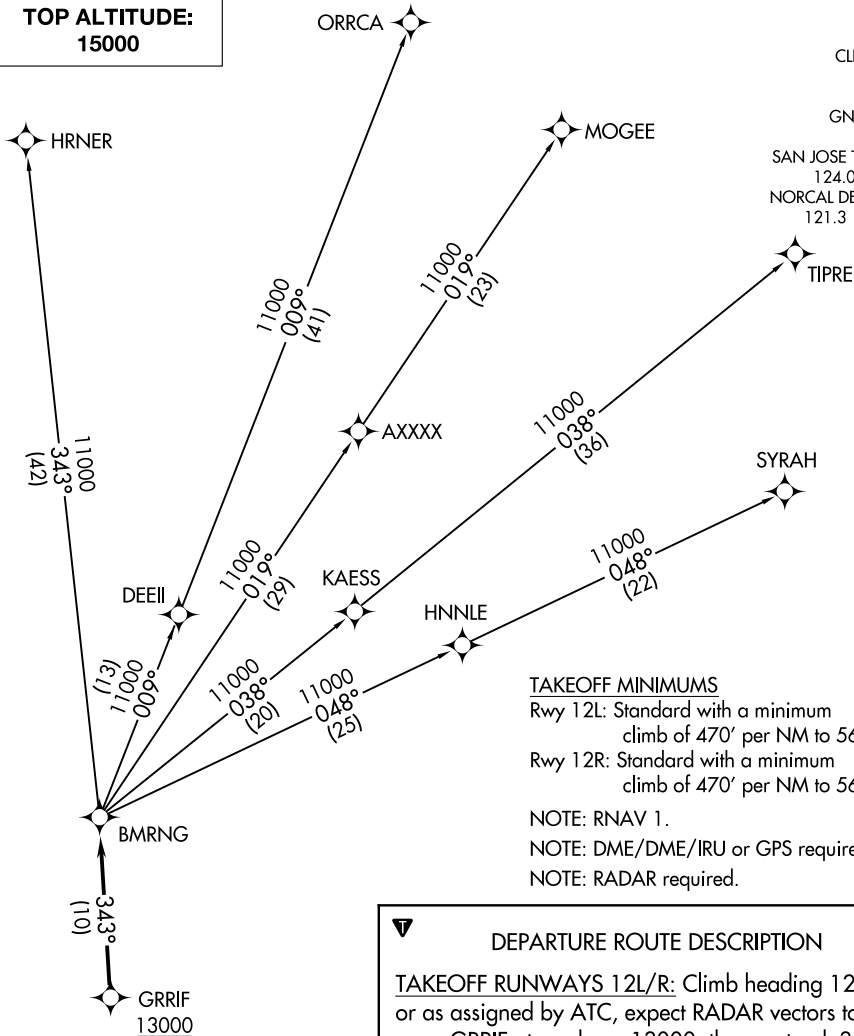 TOP ALTITUDE:
15000
ORRCA
HRNER
MOGEE
SAN JOSE
NORCAL
121.3
TIPRE
11000
009°
(41)
11000
019°
(23)
11000
038°
(36)
11000
343°
(42)
AXXXX
SYRAH
11000
048°
(22)
DEEII
11000
019°
(29)
KAESS
HNNLE
(13)
11000
009°
11000
038°
(20)
11000
048°
(25)
TAKEOFF MINIMUMS
Rwy 12L: Standard with a minimum
climb of 470' per NM to
Rwy 12R: Standard with a minimum
climb of 470' per NM to
NOTE: RNAV 1.
NOTE: DME/DME/IRU or GPS
NOTE: RADAR required.
BMRNG
343°
(10)
GRRIF
13000
T
DEPARTURE ROUTE DESCRIPTION
TAKEOFF RUNWAYS 12L/R: Climb heading
or as assigned by ATC, expect RADAR vectors